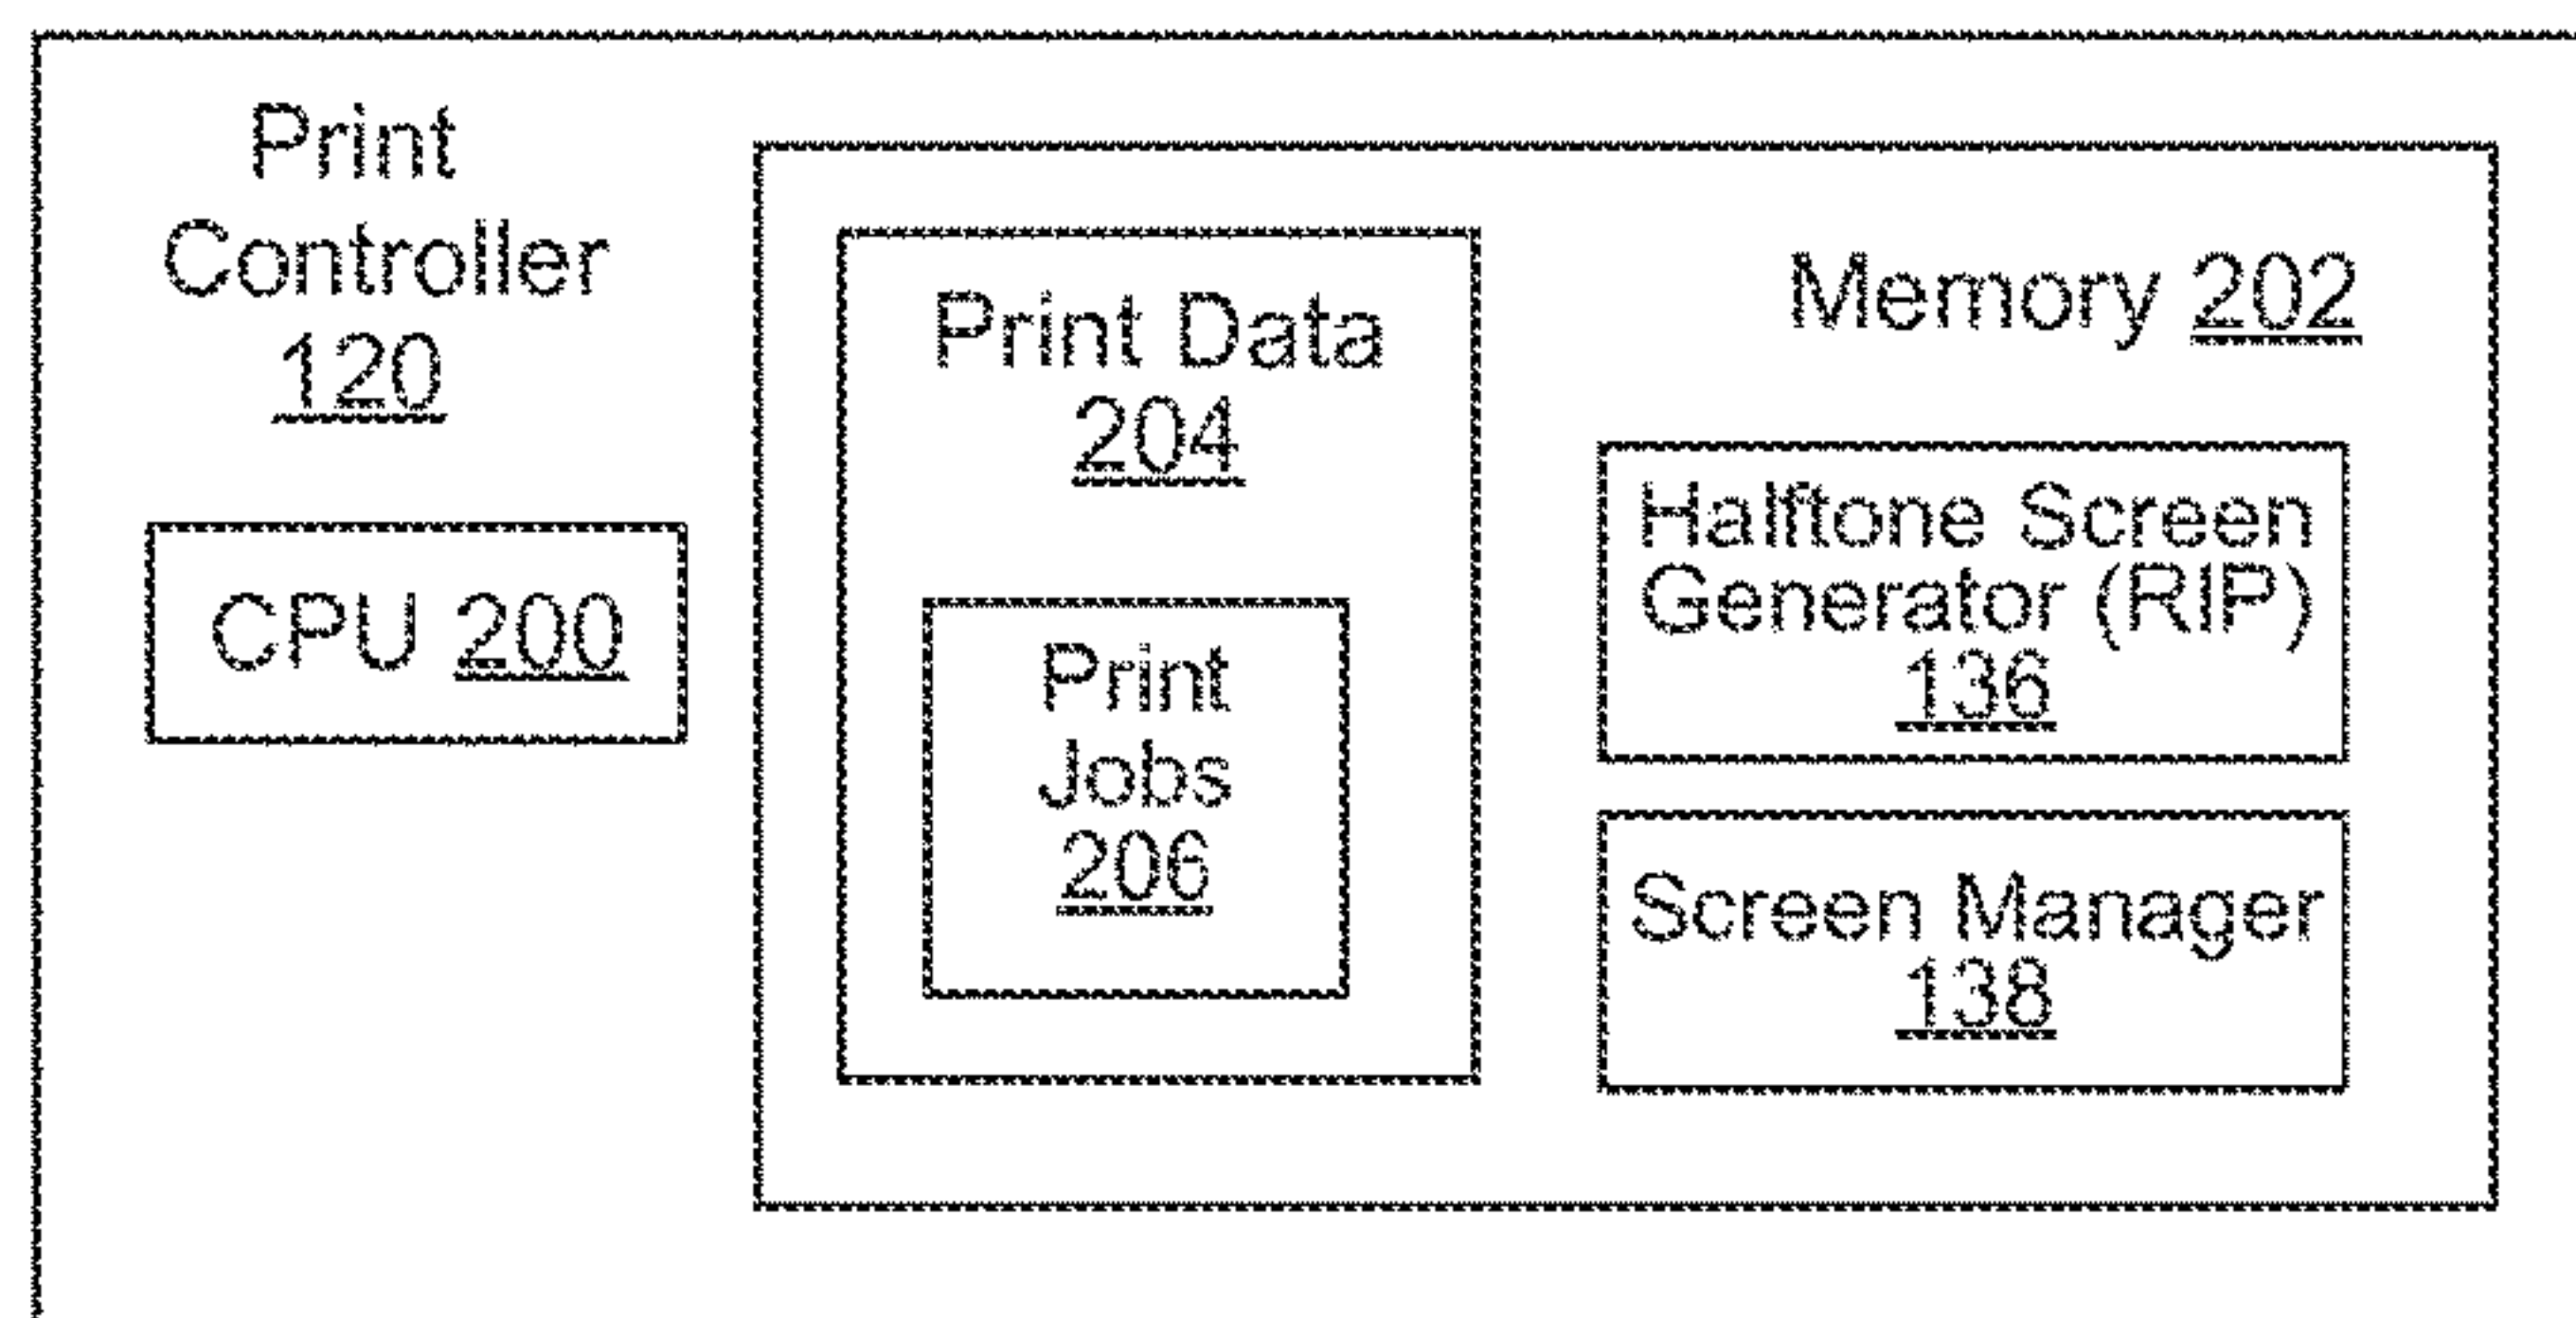 Print
Controller
120
CPU 200
Memory 202
Print Data
204
Print
Jobs
206
Halftone Screen
Generator (RIP)
136
Screen Manager
138